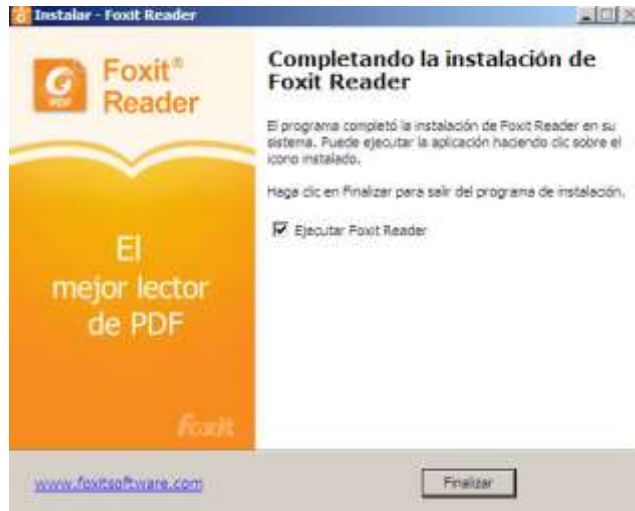 Instalar - Foxit Reader
Foxit®
Reader
PDF
Completando la instalación de
Foxit Reader
El programa completó la instalación de Foxit Reader en su
sistema. Puede ejecutar la aplicación haciendo clic sobre el
icono instalado.
Haga clic en Finalizar para salir del programa de instalación.
Ejecutar Foxit Reader
El
mejor lector
de PDF
foxit
www.foxitsoftware.com
Finalizar